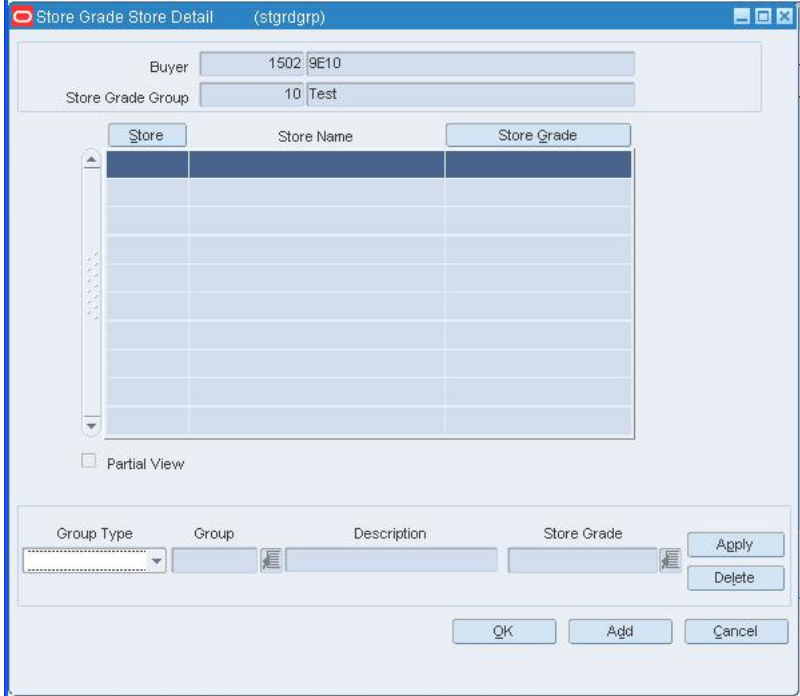 Store Grade Store Detail (stgrdgrp)
Buyer 1502 9E10
Store Grade Group 10 Test
Store Store Name Store Grade
Partial View
Group Type Group Description Store Grade
Apply
Delete
OK Add Cancel